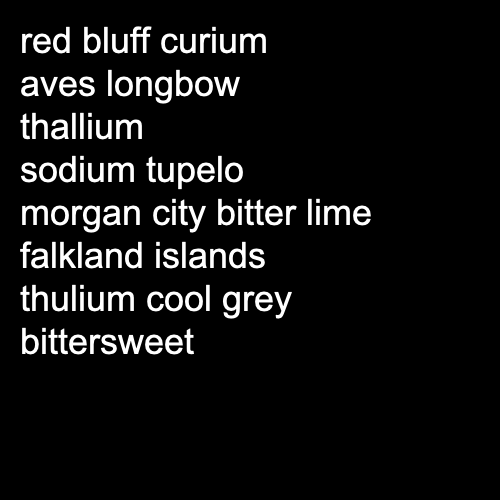 red bluff curium
aves longbow
thallium
sodium tupelo
morgan city bitter lime
falkland islands
thulium cool grey
bittersweet